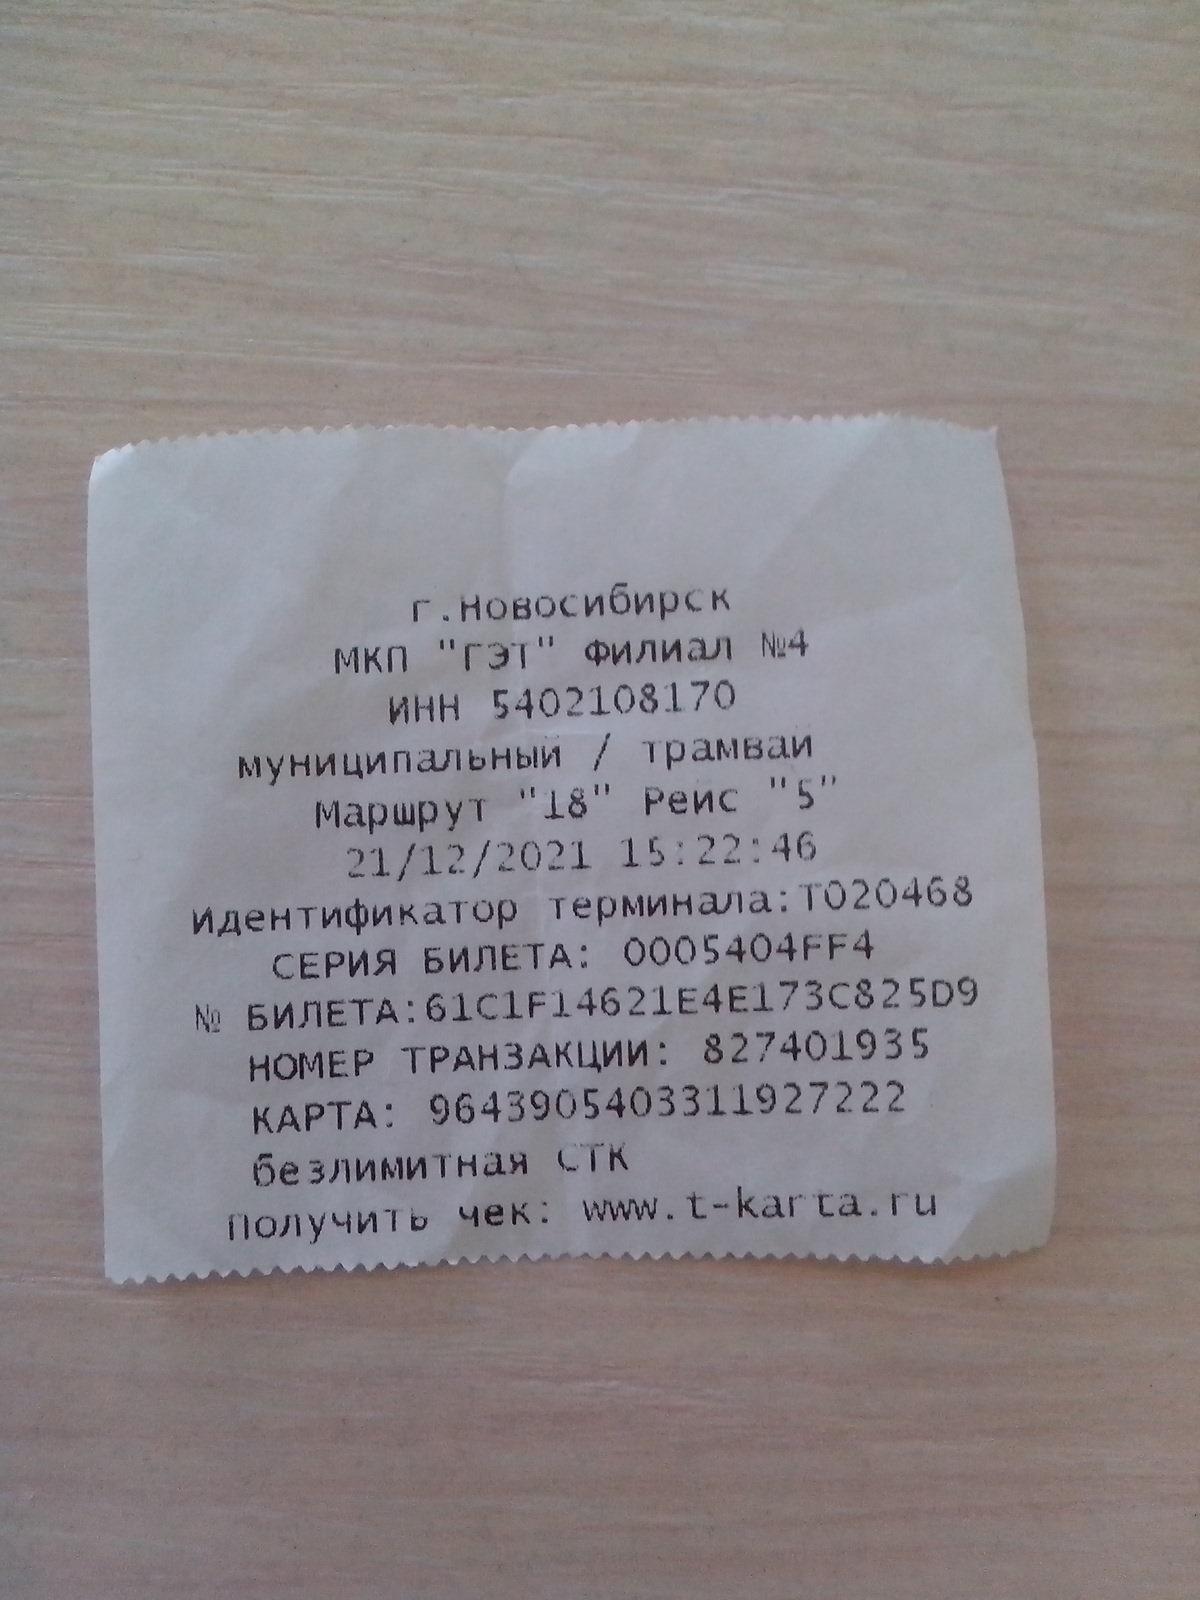 г.Новосибирск
МКП "ГЭТ" Филиал №4
ИНН 5402108170
муниципальный / трамвай
Маршрут "18" Рейс "5"
21/12/2021 15:22:46
Идентификатор терминала:T020468
СЕРИЯ БИЛЕТА: 0005404FF4
№ БИЛЕТА:61C1F14621E4E173C825D9
НОМЕР ТРАНЗАКЦИИ: 827401935
КАРТА: 9643905403311927222
безлимитная СТК
Получить чек: www.t-karta.ru